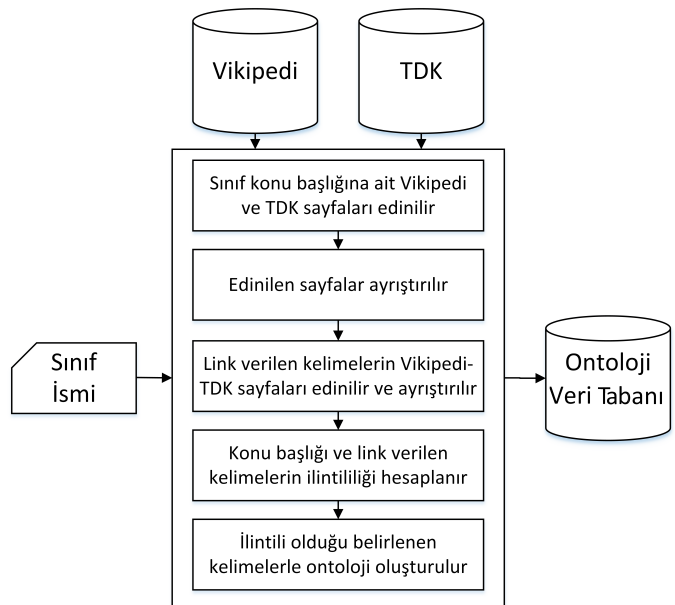 Vikipedi
TDK
Sınıf konu başlığına ait Vikipedi
ve TDK sayfaları edinilir
Edinilen sayfalar ayrıştırılır
Link verilen kelimelerin Vikipedi-
TDK sayfaları edinilir ve ayrıştırılır
Konu başlığı ve link verilen
kelimelerin ilintililiği hesaplanır
İlintili olduğu belirlenen
kelimelerle ontoloji oluşturulur
Sınıf
İsmi
Ontoloji
Veri Tabanı